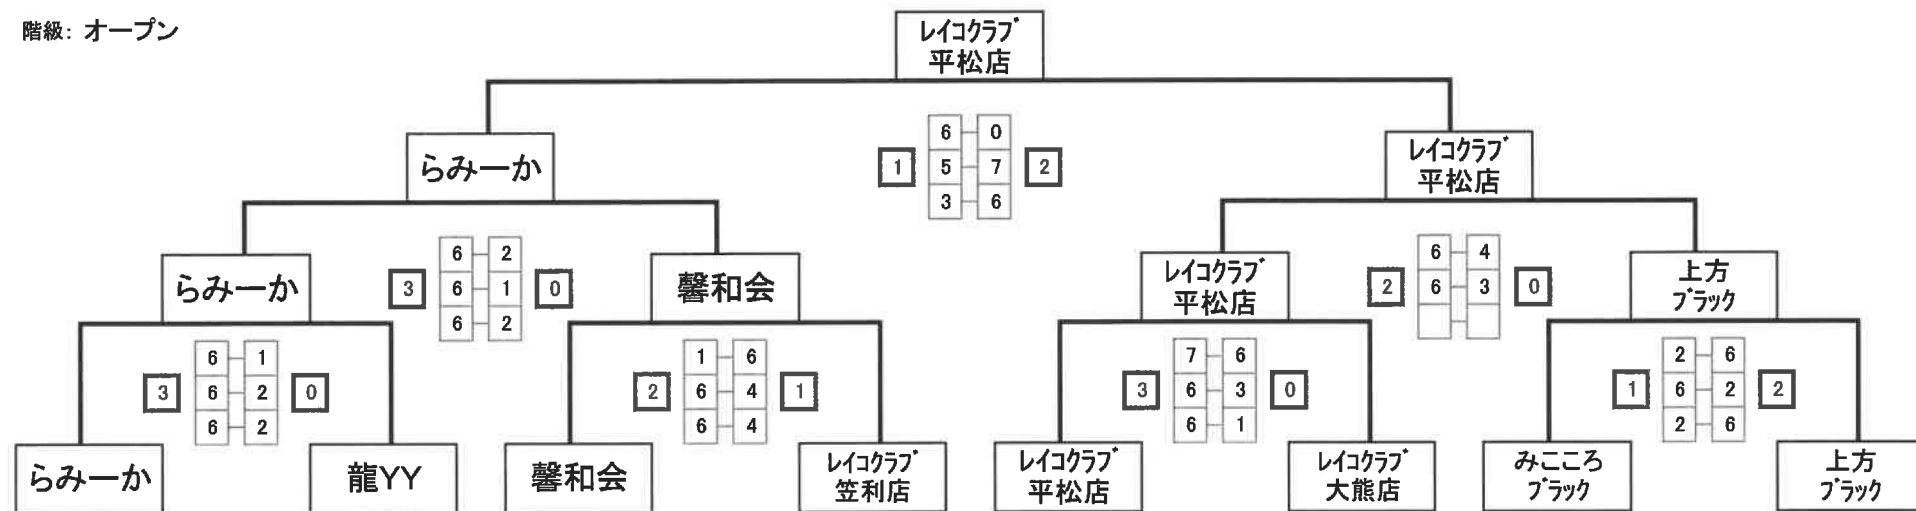 階級: オープン
レイコクラブ
平松店
6 0
1 5 7 2
3 6
らみーか
レイコクラブ
平松店
6 2
3 6 1 0
6 2
6 4
2 6 3 0
らみーか
馨和会
レイコクラブ
平松店
上方
ブラック
6 1
3 6 2 0
6 2
1 6
2 6 4 1
6 4
7 6
3 6 3 0
6 1
2 6
1 6 2 2
2 6
らみーか
龍YY
馨和会
レイコクラブ
笠利店
レイコクラブ
平松店
レイコクラブ
大熊店
みこころ
ブラック
上方
ブラック